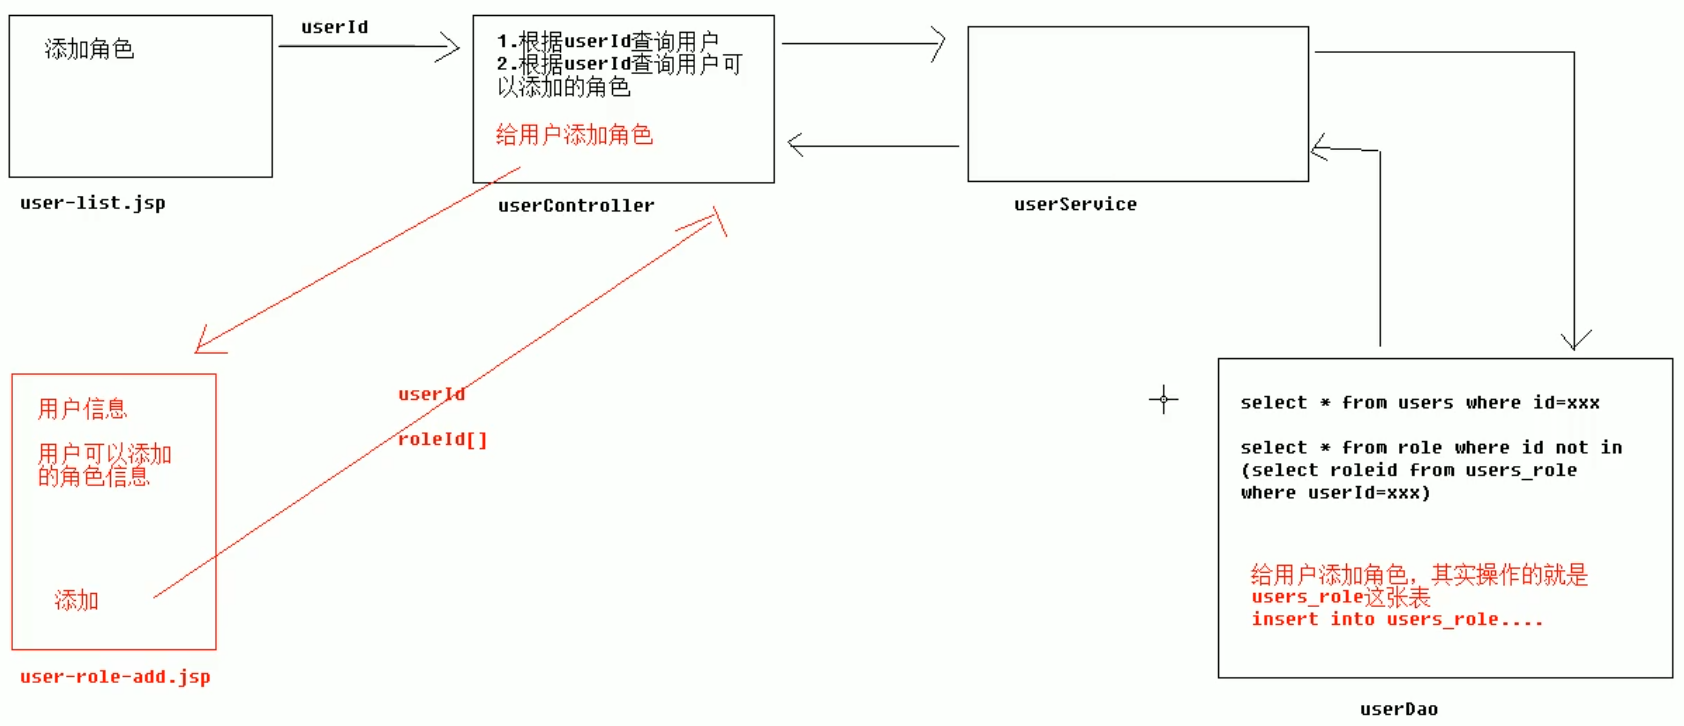 添加角色
user-list.jsp
userId
1.根据userId查询用户
2.根据userId查询用户可
以添加的角色
给用户添加角色
userController
userService
用户信息
用户可以添加
的角色信息
添加
user-role-add.jsp
userId
roleId[]
select * from users where id=xxx
select * from role where id not in
(select roleid from users_role
where userId=xxx)
给用户添加角色，其实操作的就是
users_role这张表
insert into users_role....
userDao